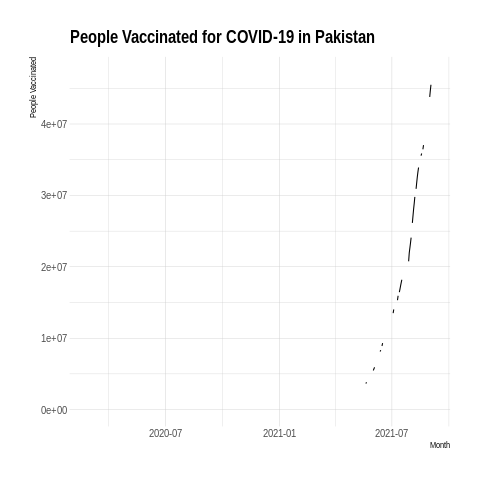 People Vaccinated for COVID-19 in Pakistan
People Vaccinated
4e+07
3e+07
2e+07
1e+07
0e+00
2020-07 2021-01 2021-07
Month